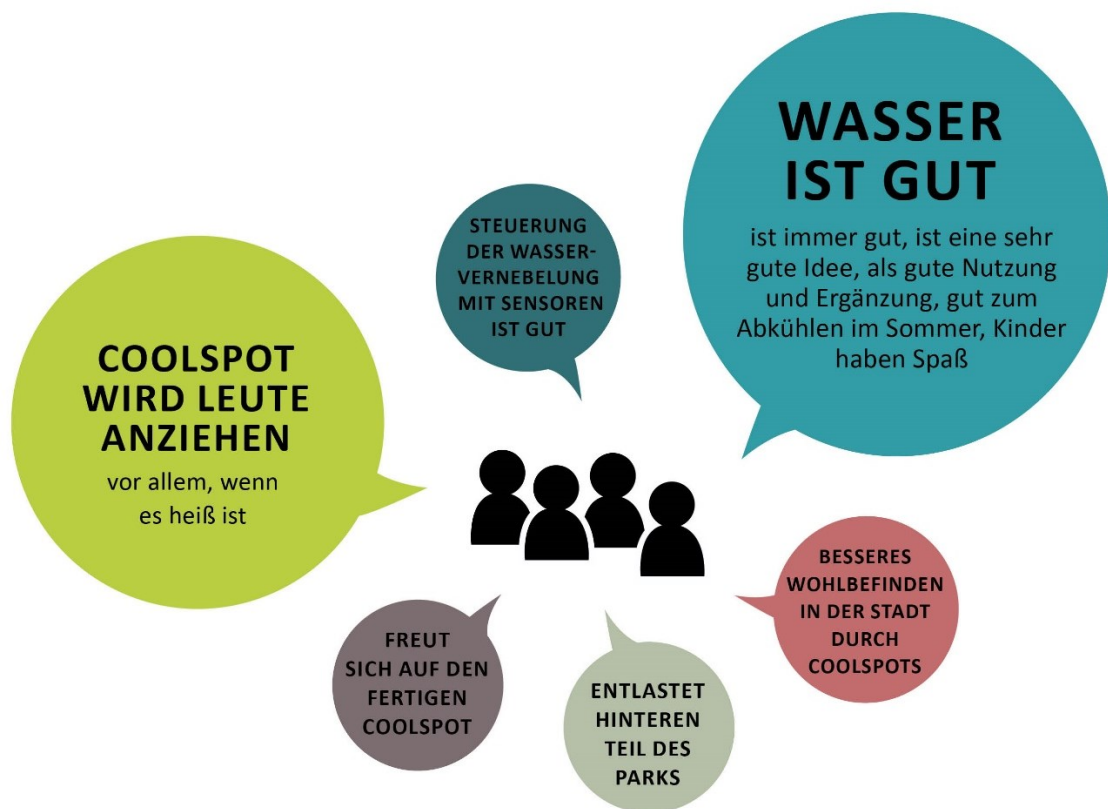 WASSER
IST GUT
ist immer gut, ist eine sehr
gute Idee, als gute Nutzung
und Ergänzung, gut zum
Abkühlen im Sommer, Kinder
haben Spaß
STEUERUNG
DER WASSER-
VERNEBELUNG
MIT SENSOREN
IST GUT
COOLSPOT
WIRD LEUTE
ANZIEHEN
vor allem, wenn
es heiß ist
BESSERES
WOHLBEFINDEN
IN DER STADT
DURCH
COOLSPOTS
FREUT
SICH AUF DEN
FERTIGEN
COOLSPOT
ENTLASTET
HINTEREN
TEIL DES
PARKS